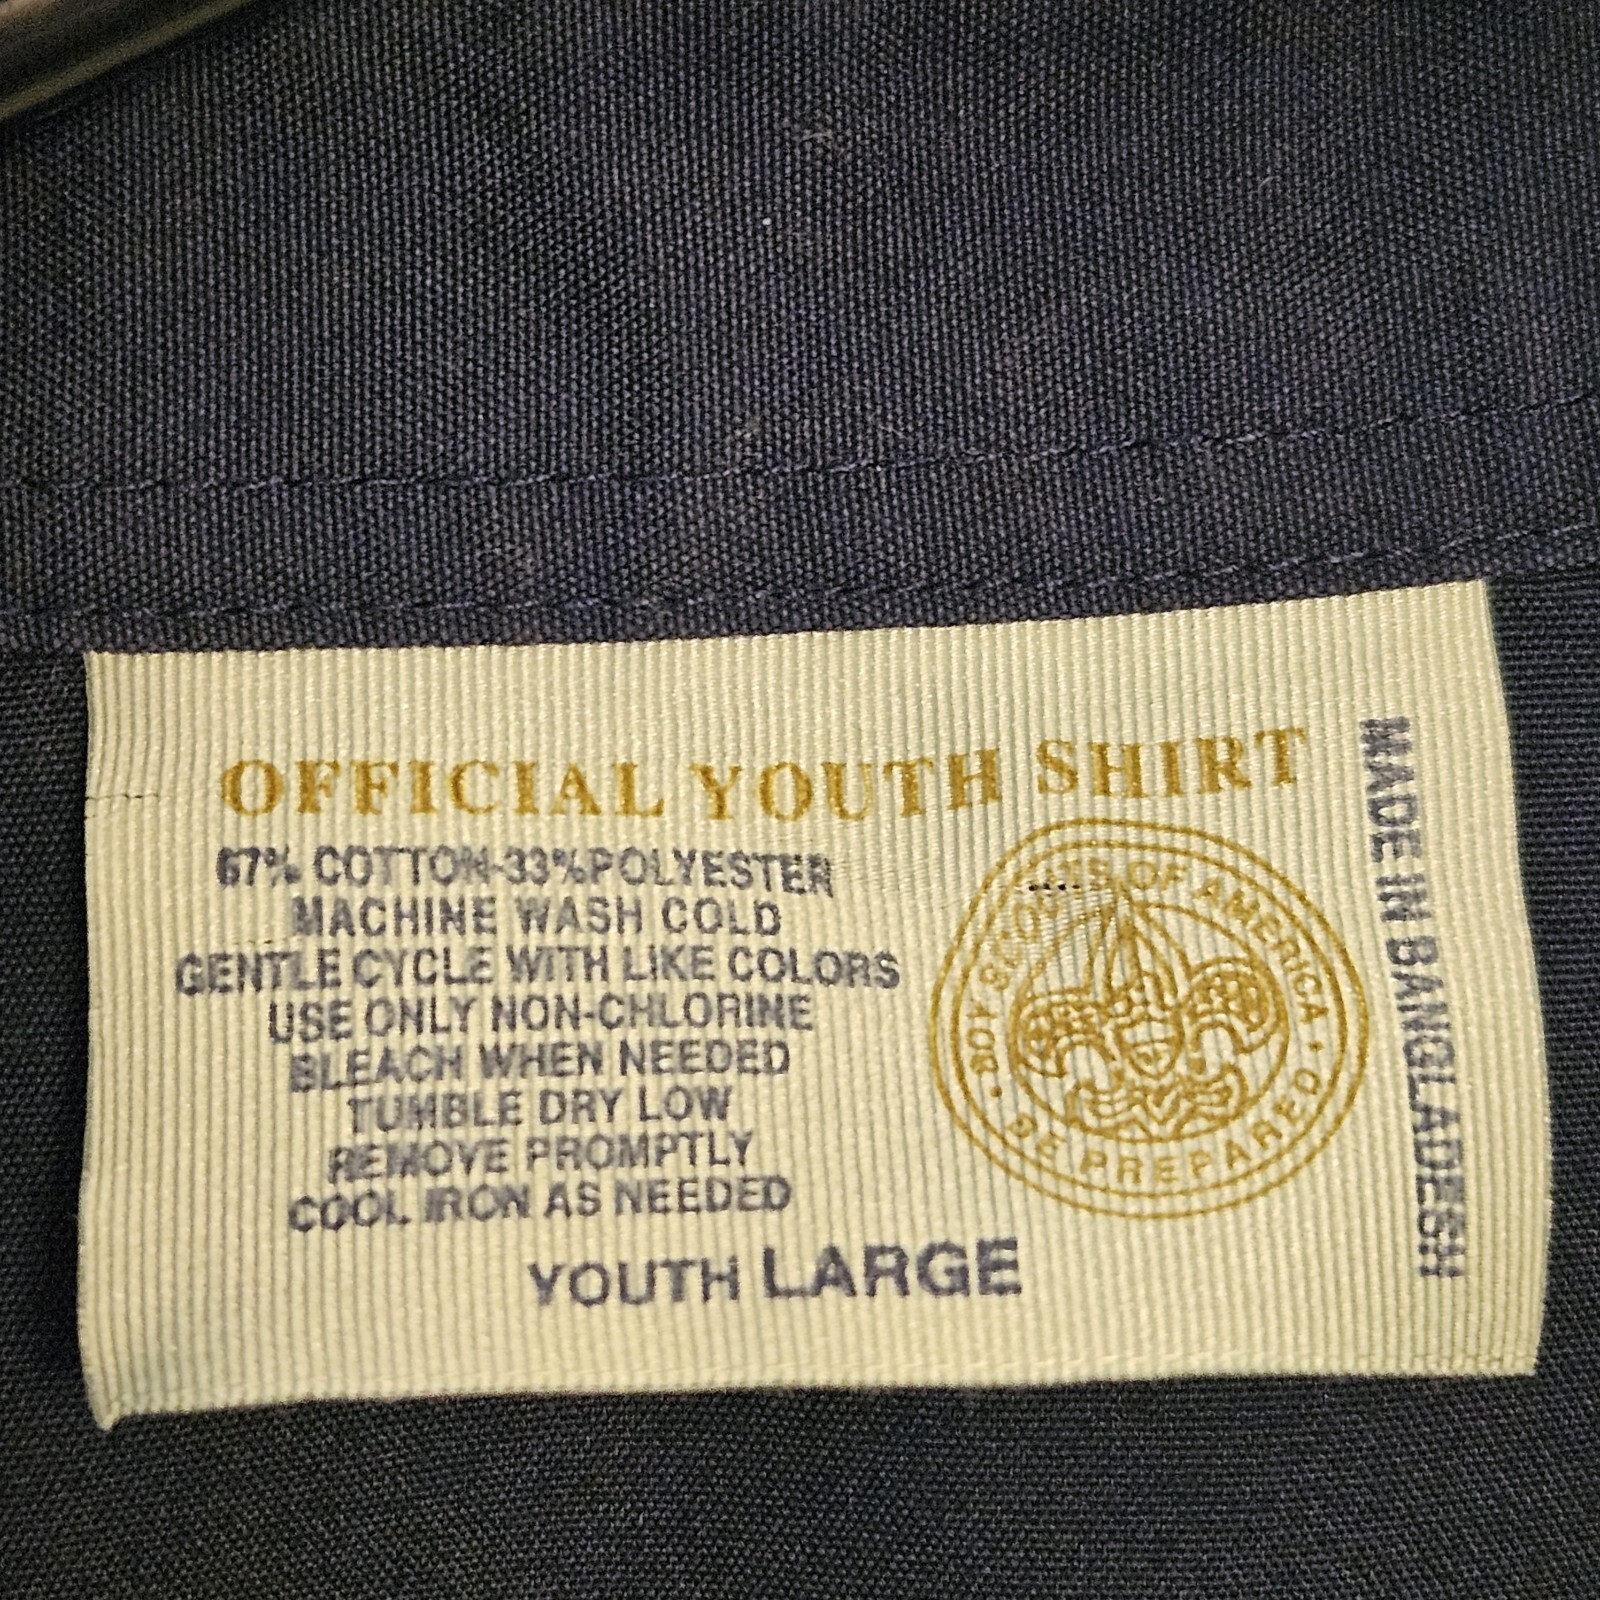 OFFICIAL YOUTH SHIRT
67% COTTON-33%POLYESTER
MACHINE WASH COLD
GENTLE CYCLE WITH LIKE COLORS
USE ONLY NON-CHLORINE
BLEACH WHEN NEEDED
TUMBLE DRY LOW
REMOVE PROMPTLY
COOL IRON AS NEEDED
YOUTH LARGE
BOY SCOUTS OF AMERICA
• BE PREPARED •
MADE IN BANGLADESH